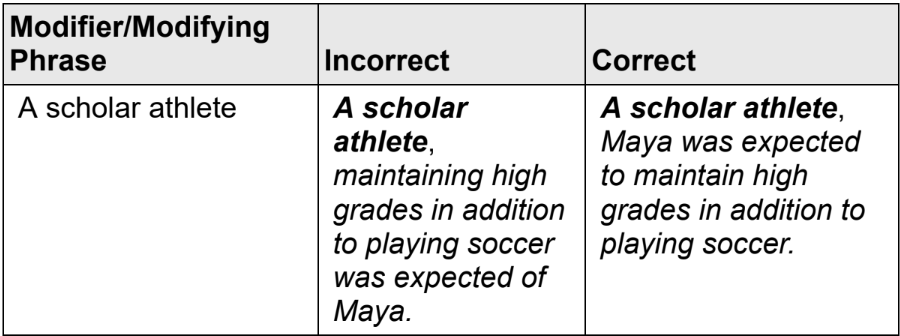 Modifier/Modifying
Phrase
Incorrect
Correct
A scholar athlete
A scholar
athlete,
maintaining high
grades in addition
to playing soccer
was expected of
Maya.
A scholar athlete,
Maya was expected
to maintain high
grades in addition to
playing soccer.